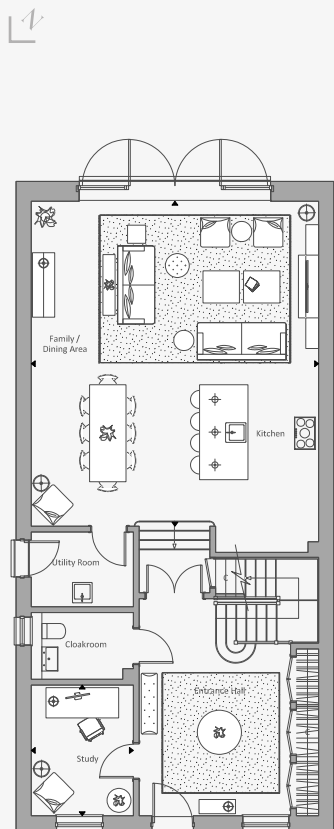 N
Family /
Dining Area
Kitchen
Utility Room
C
Cloakroom
Entrance Hall
Study